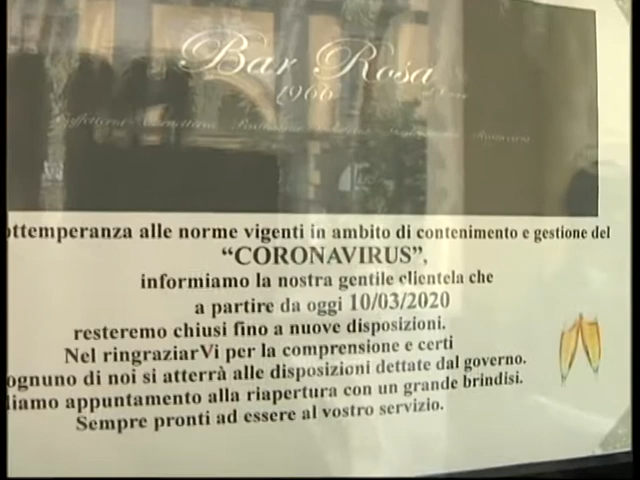 Bar Rosa
1966
ottemperanza alle norme vigenti in ambito di contenimento e gestione del
“CORONAVIRUS”,
informiamo la nostra gentile clientela che
a partire da oggi 10/03/2020
resteremo chiusi fino a nuove disposizioni.
Nel ringraziarVi per la comprensione e certi
ognuno di noi si atterrà alle disposizioni dettate dal governo.
liamo appuntamento alla riapertura con un grande brindisi.
Sempre pronti ad essere al vostro servizio.